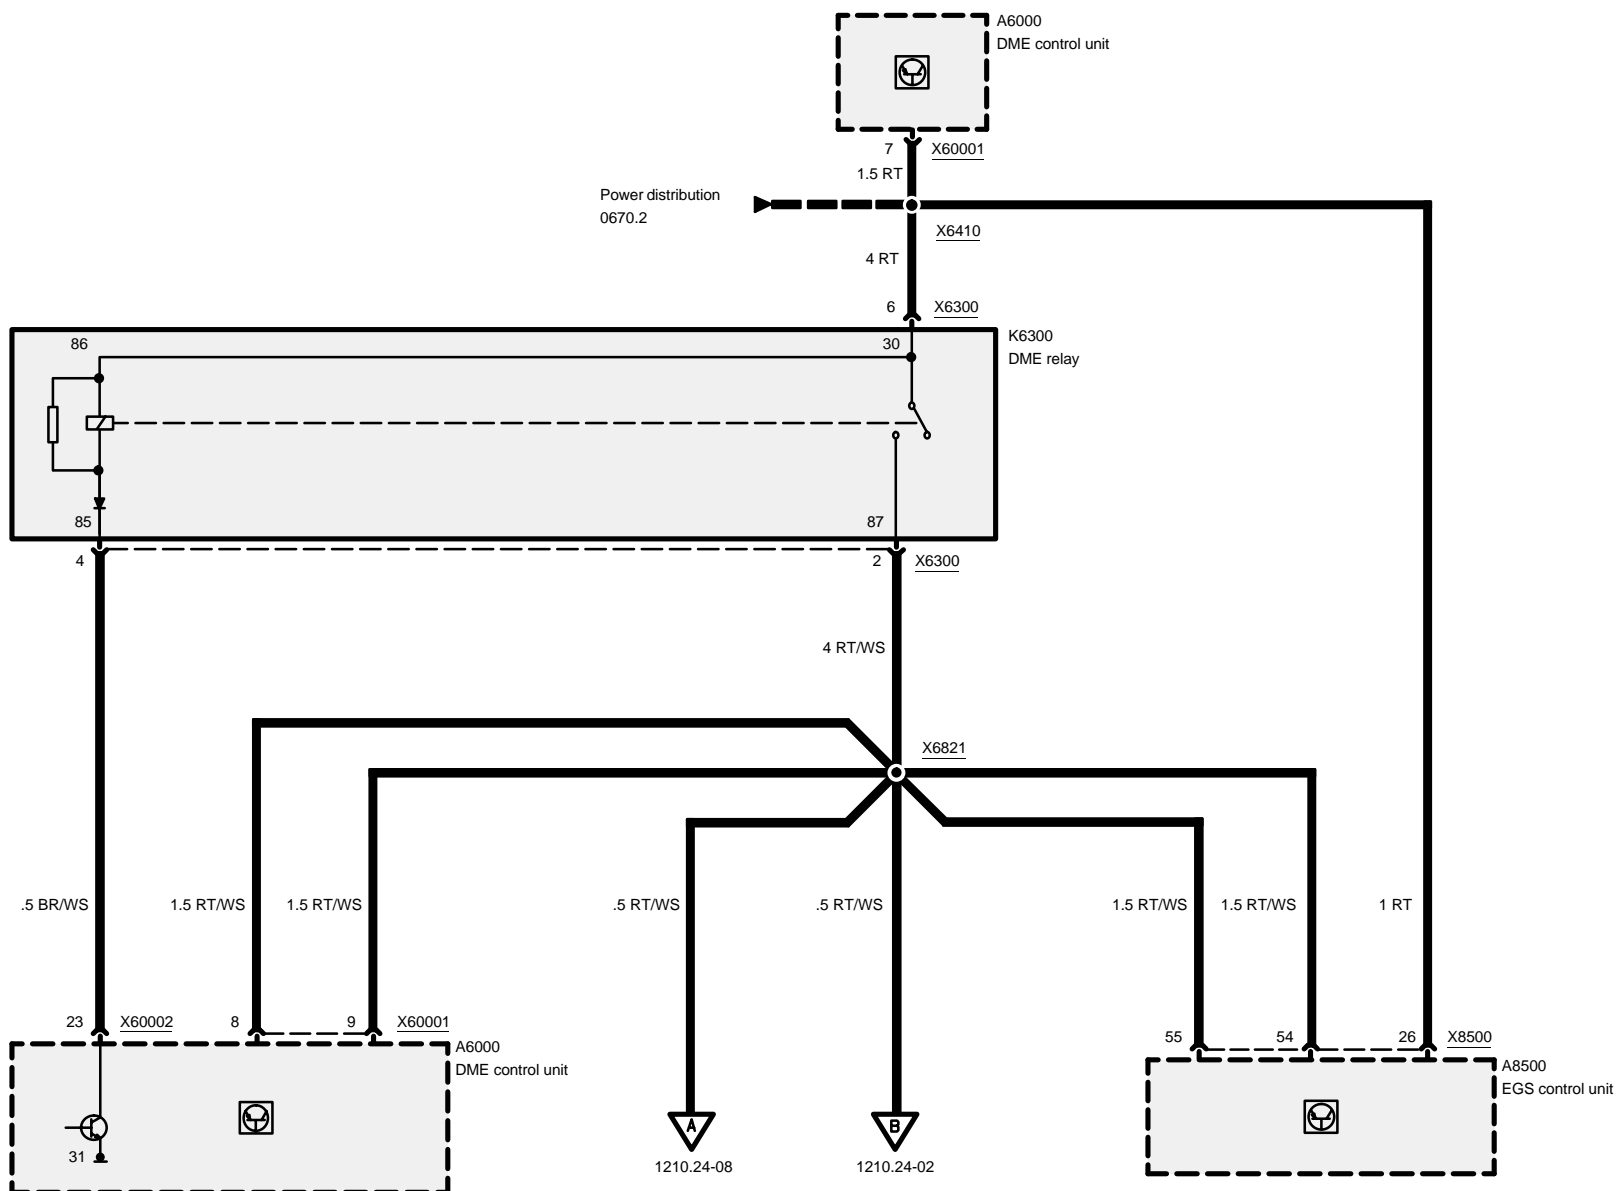 A6000
DME control unit
7 X60001
1.5 RT
Power distribution
0670.2
X6410
4 RT
6 X6300
K6300
DME relay
86 30
85 87
4 2 X6300
4 RT/WS
X6821
.5 BR/WS 1.5 RT/WS 1.5 RT/WS .5 RT/WS .5 RT/WS 1.5 RT/WS 1.5 RT/WS 1 RT
23 X60002 8 9 X60001
55 54 26 X8500
A6000
DME control unit
A8500
EGS control unit
A B
31
1210.24-08 1210.24-02